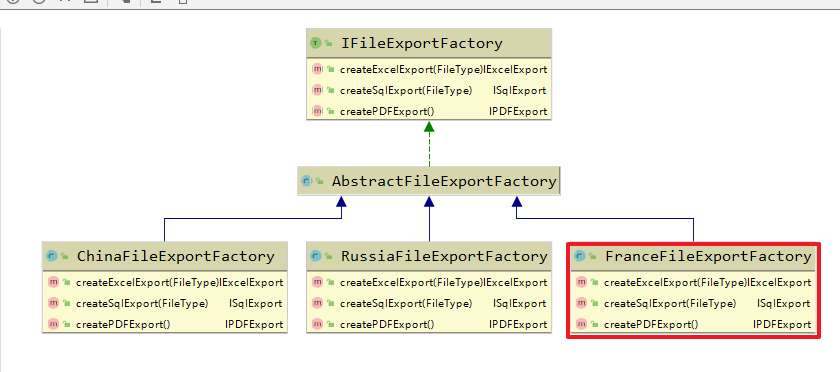 IFileExportFactory
createExcelExport(FileType)IExcelExport
createSqlExport(FileType) ISqlExport
createPDFExport() IPDFExport
AbstractFileExportFactory
ChinaFileExportFactory
createExcelExport(FileType)IExcelExport
createSqlExport(FileType) ISqlExport
createPDFExport() IPDFExport
RussiaFileExportFactory
createExcelExport(FileType)IExcelExport
createSqlExport(FileType) ISqlExport
createPDFExport() IPDFExport
FranceFileExportFactory
createExcelExport(FileType)IExcelExport
createSqlExport(FileType) ISqlExport
createPDFExport() IPDFExport